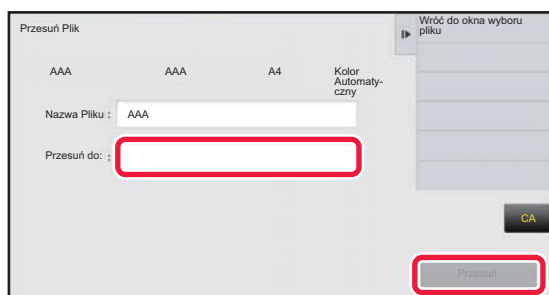 Przesuń Plik
Wróć do okna wyboru
pliku
AAA AAA A4 Kolor
Automaty-
czny
Nazwa Pliku : AAA
Przesuń do: :
CA
Przesuń